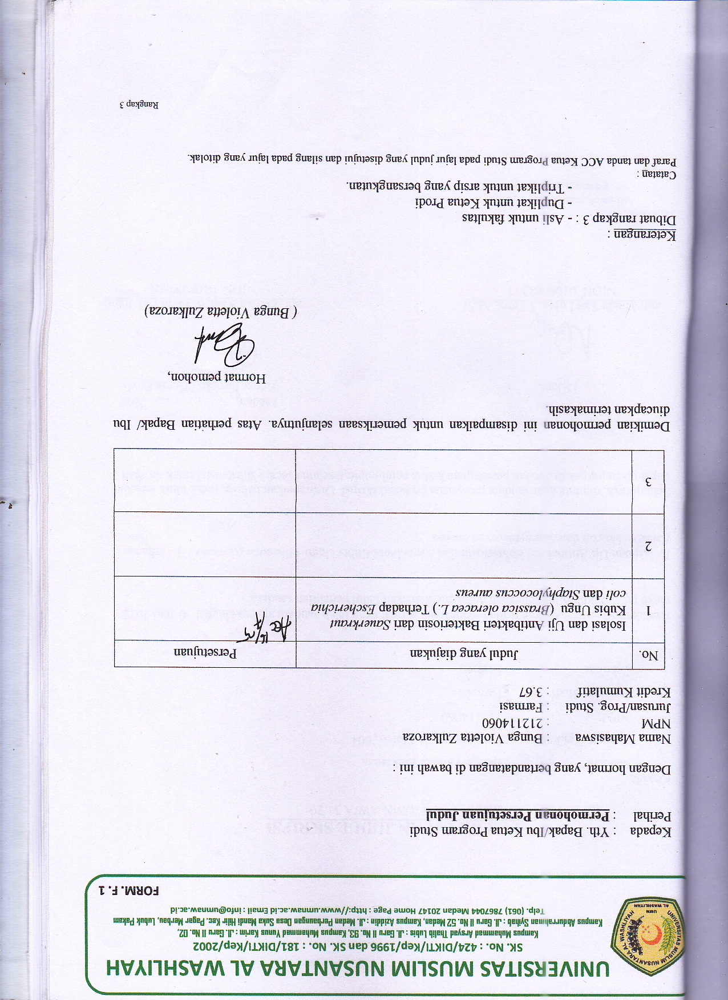 UNIVERSITAS MUSLIM NUSANTARA AL WASHLIYAH
SK. No. : 424/DIKTI/Kep/1996 dan SK. No. : 181/DIKTI/Kep/2002
Kampus Muhammad Arsyad Thalib Lubis : Jl. Garu II No. 93, Kampus Muhammad Yunus Karim : Jl. Garu II No. 02,
Kampus Abdurrahman Syihab : Jl. Garu II No. 52 Medan, Kampus Aziddin : Jl. Medan Perbaungan Desa Suka Mandi Hilir Kec. Pagar Merbau, Lubuk Pakam
Telp. (061) 7867044 Medan 20147 Home Page : http://www.umnaw.ac.id Email : info@umnaw.ac.id
FORM. F. 1
UNIVERSITAS MUSLIM NUSANTARA AL WASHLIYAH
UMN
AL WASHLIYAH
Kepada : Yth. Bapak/Ibu Ketua Program Studi
Perihal : Permohonan Persetujuan Judul
Dengan hormat, yang bertandatangan di bawah ini :
Nama Mahasiswa : Bunga Violetta Zulkaroza
NPM : 212114060
Jurusan/Prog. Studi : Farmasi
Kredit Kumulatif : 3.67
No. Judul yang diajukan Persetujuan
1 Isolasi dan Uji Antibakteri Bakteriosin dari Sauerkraut
Kubis Ungu (Brassica oleracea L.) Terhadap Escherichia
coli dan Staphylococcus aureus
2
3
Demikian permohonan ini disampaikan untuk pemeriksaan selanjutnya. Atas perhatian Bapak/ Ibu
diucapkan terimakasih.
Hormat pemohon,
( Bunga Violetta Zulkaroza)
Keterangan :
Dibuat rangkap 3 : - Asli untuk fakultas
- Duplikat untuk Ketua Prodi
- Triplikat untuk arsip yang bersangkutan.
Catatan :
Paraf dan tanda ACC Ketua Program Studi pada lajur judul yang disetujui dan silang pada lajur yang ditolak.
Rangkap 3